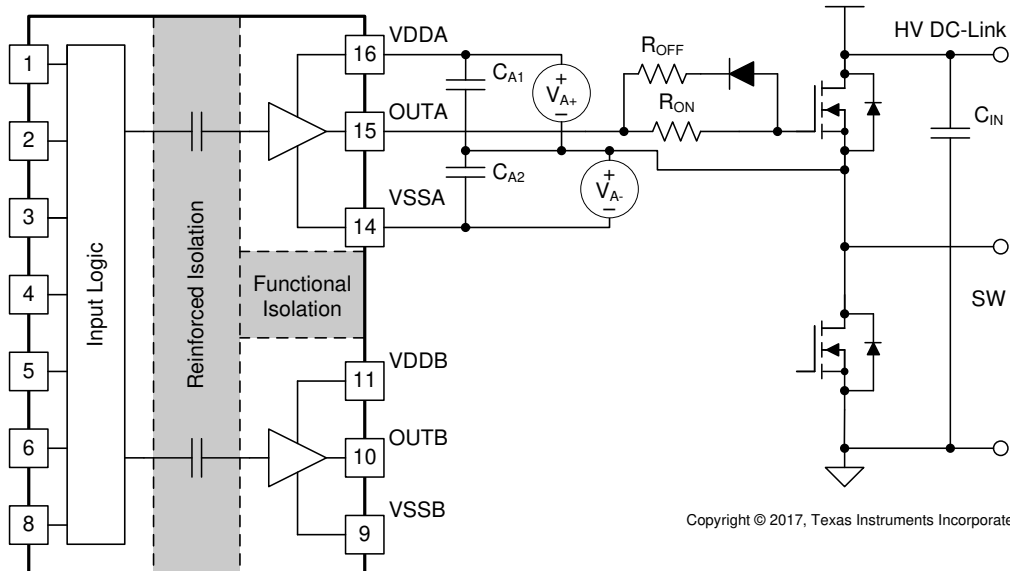 VDDA
HV DC-Link
1
16
ROFF
CA1
+
VA+
−
OUTA
RON
CIN
2
15
CA2
+
VA-
−
3
VSSA
14
Input Logic
Reinforced Isolation
Functional
Isolation
4
SW
5
VDDB
11
6
OUTB
10
8
VSSB
9
Copyright © 2017, Texas Instruments Incorporate